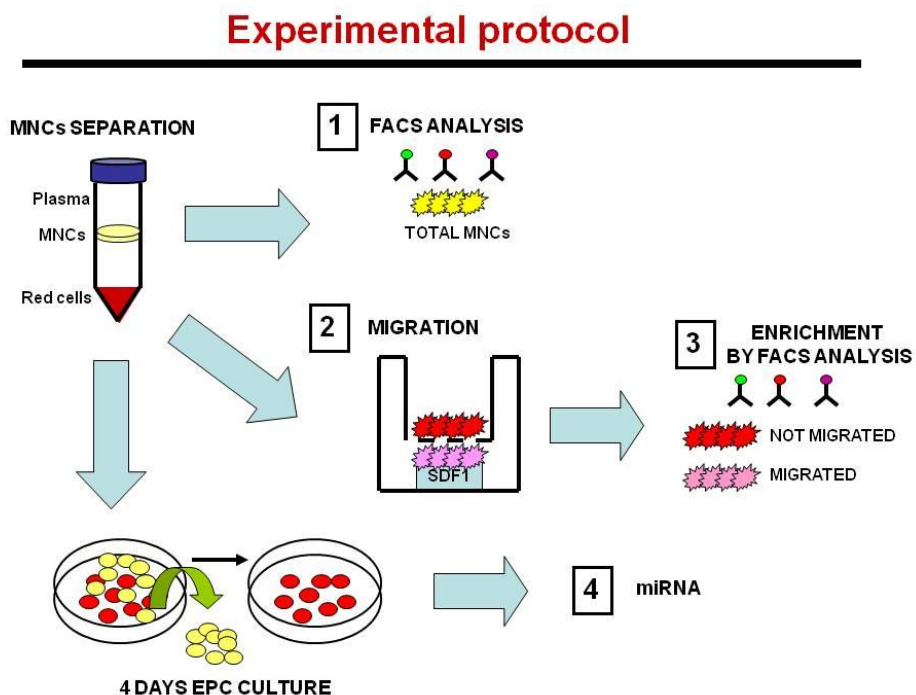 Experimental protocol
MNCs SEPARATION
Plasma
MNCs
Red cells
1
FACS ANALYSIS
TOTAL MNCs
2
MIGRATION
SDF1
3
ENRICHMENT
BY FACS ANALYSIS
NOT MIGRATED
MIGRATED
4 DAYS EPC CULTURE
4
miRNA